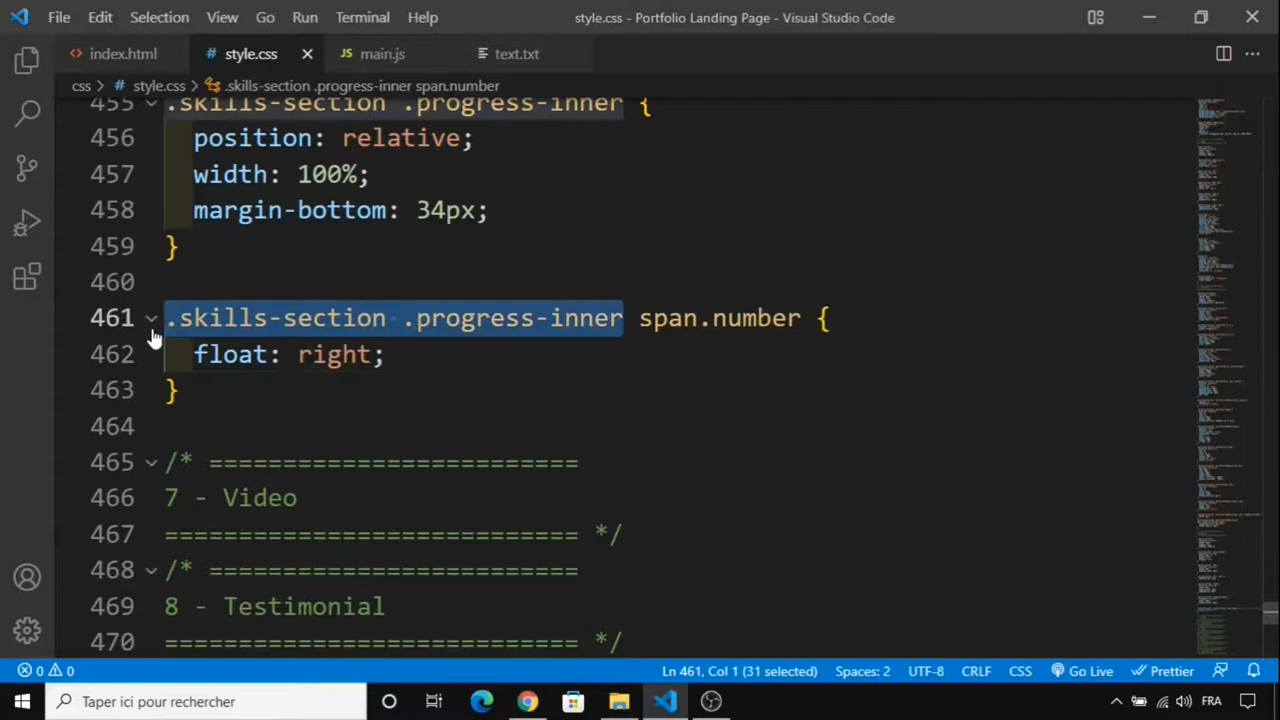 File Edit Selection View Go Run Terminal Help style.css - Portfolio Landing Page - Visual Studio Code
<> index.html # style.css × JS main.js text.txt
css > # style.css > .skills-section .progress-inner span.number
455 .skills-section .progress-inner {
456 position: relative;
457 width: 100%;
458 margin-bottom: 34px;
459 }
460
461 .skills-section .progress-inner span.number {
462 float: right;
463 }
464
465 /* =========================
466 7 - Video
467 ============================ */
468 /* =========================
469 8 - Testimonial
470 ============================ */
0 0 Ln 461, Col 1 (31 selected) Spaces: 2 UTF-8 CRLF CSS Go Live Prettier
Taper ici pour rechercher FRA